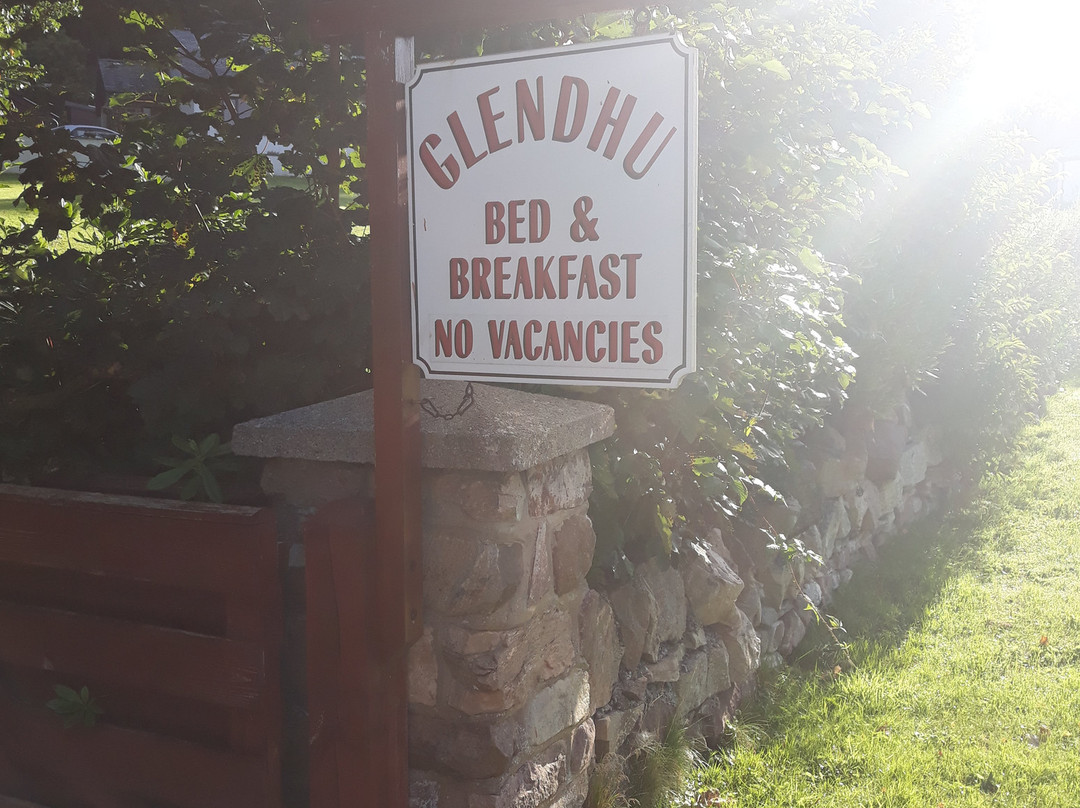 GLENDHU
BED &
BREAKFAST
NO VACANCIES